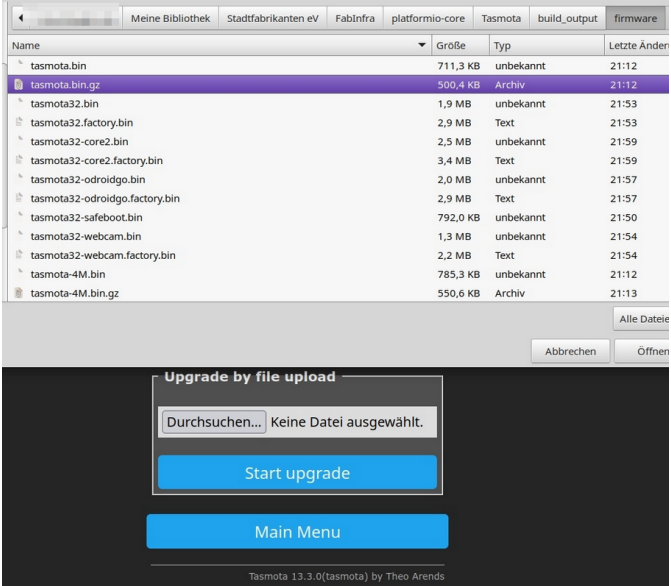 Meine Bibliothek Stadtfabrikanten eV FabInfra platformio-core Tasmota build_output firmware
Name Größe Typ Letzte Änder
tasmota.bin 711,3 KB unbekannt 21:12
tasmota.bin.gz 500,4 KB Archiv 21:12
tasmota32.bin 1,9 MB unbekannt 21:53
tasmota32.factory.bin 2,9 MB Text 21:53
tasmota32-core2.bin 2,5 MB unbekannt 21:59
tasmota32-core2.factory.bin 3,4 MB Text 21:59
tasmota32-odroidgo.bin 2,0 MB unbekannt 21:57
tasmota32-odroidgo.factory.bin 2,9 MB Text 21:57
tasmota32-safeboot.bin 792,0 KB unbekannt 21:50
tasmota32-webcam.bin 1,3 MB unbekannt 21:54
tasmota32-webcam.factory.bin 2,2 MB Text 21:54
tasmota-4M.bin 785,3 KB unbekannt 21:12
tasmota-4M.bin.gz 550,6 KB Archiv 21:13
Alle Dateie
Abbrechen Öffnen
Upgrade by file upload
Durchsuchen... Keine Datei ausgewählt.
Start upgrade
Main Menu
Tasmota 13.3.0(tasmota) by Theo Arends